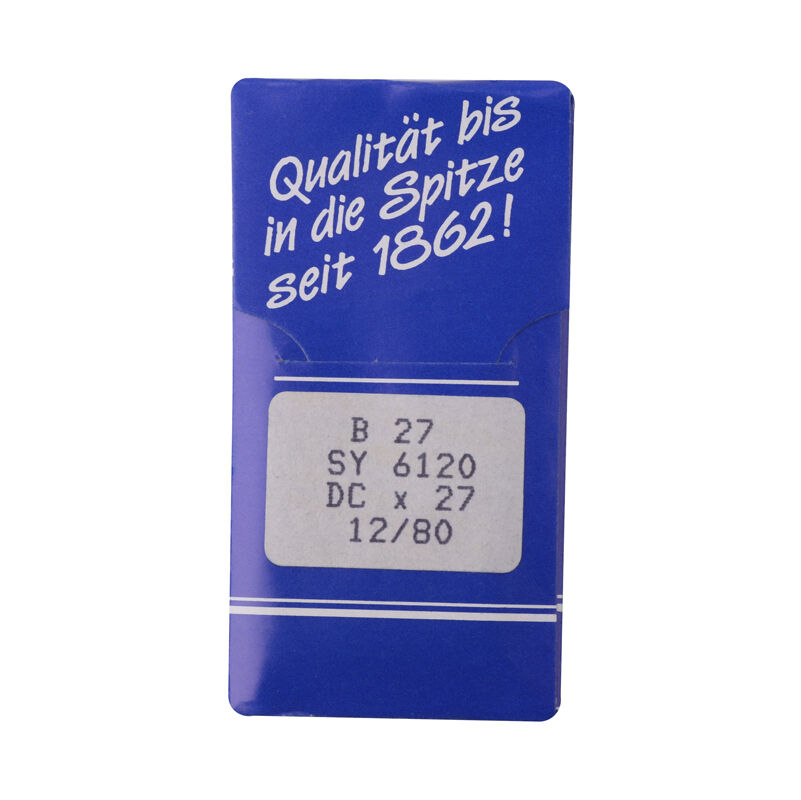 Qualität bis
in die Spitze
seit 1862!
B 27
SY 6120
DC x 27
12/80